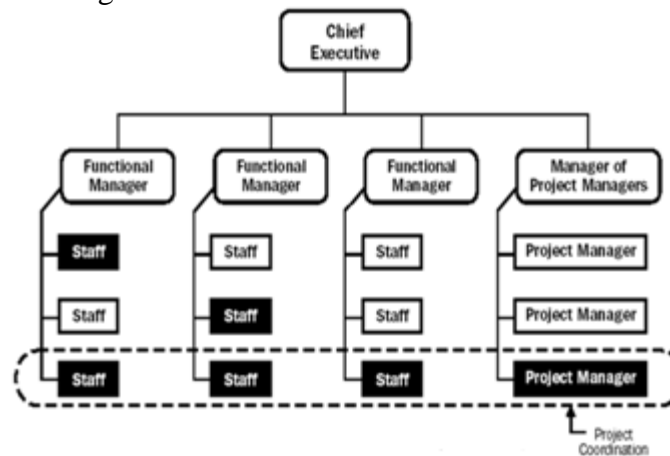 Chief
Executive
Functional
Manager
Functional
Manager
Functional
Manager
Manager of
Project Managers
Staff
Staff
Staff
Project Manager
Staff
Staff
Staff
Project Manager
Staff
Staff
Staff
Project Manager
Project
Coordination